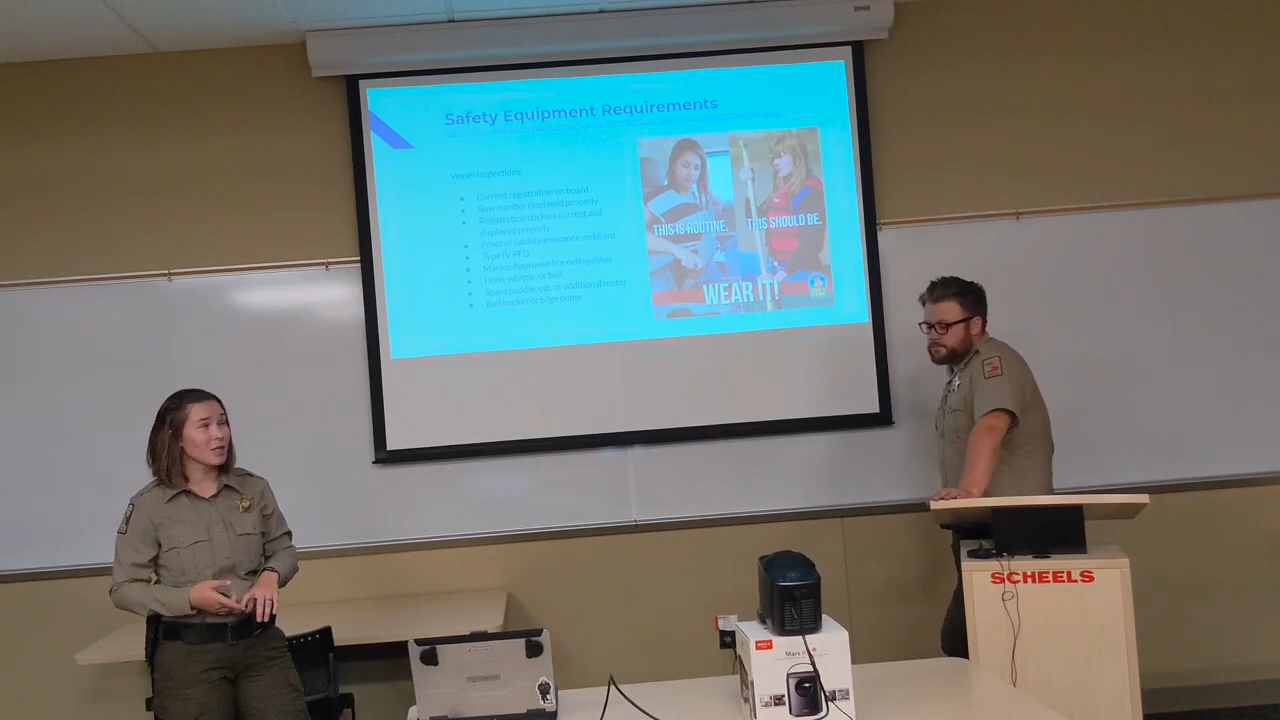 Safety Equipment Requirements
Vessel Inspections:
Current registration on board
Bow number displayed properly
Registration stickers current and
displayed properly
Proof of liability insurance on board
Type IV PFD
Marine Approved fire extinguisher
Horn, whistle, or bell
Spare paddle, oar, or additional motor
Bail bucket or bilge pump
THIS IS ROUTINE.
THIS SHOULD BE.
WEAR IT!
SCHEELS
Mars II